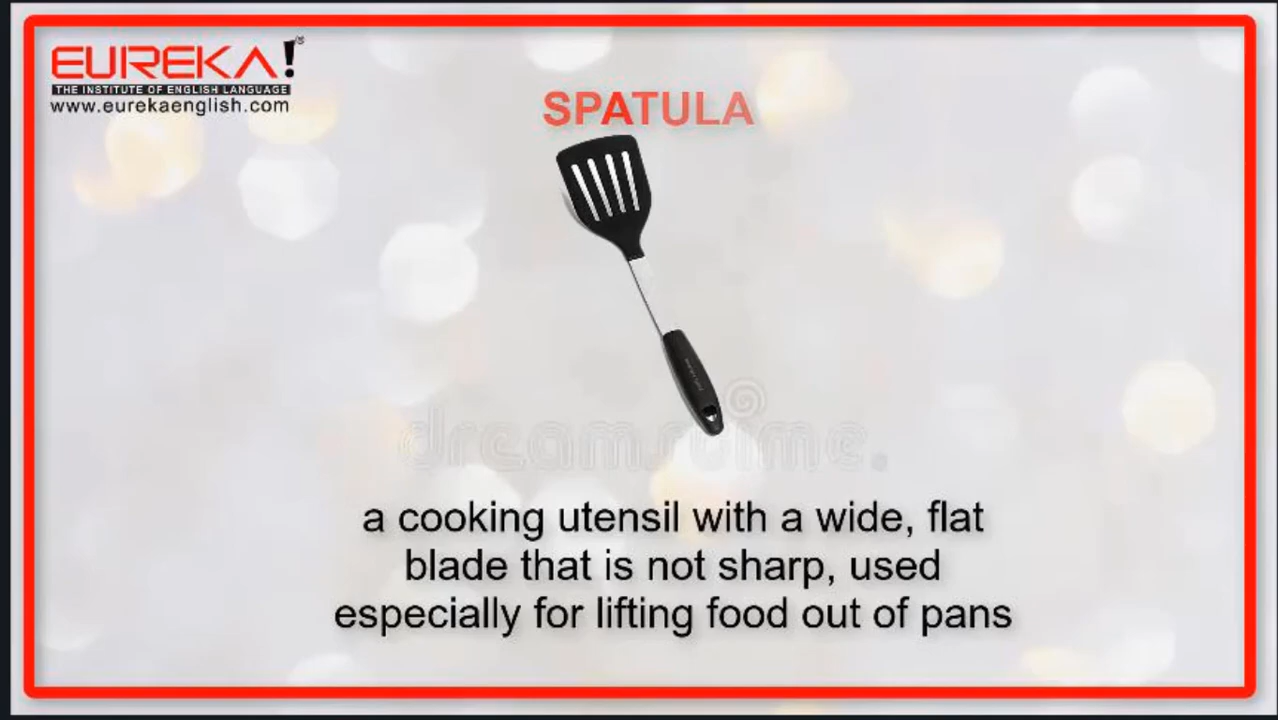 EUREKA!
THE INSTITUTE OF ENGLISH LANGUAGE
www.eurekaenglish.com
SPATULA
dreamstime.
a cooking utensil with a wide, flat
blade that is not sharp, used
especially for lifting food out of pans